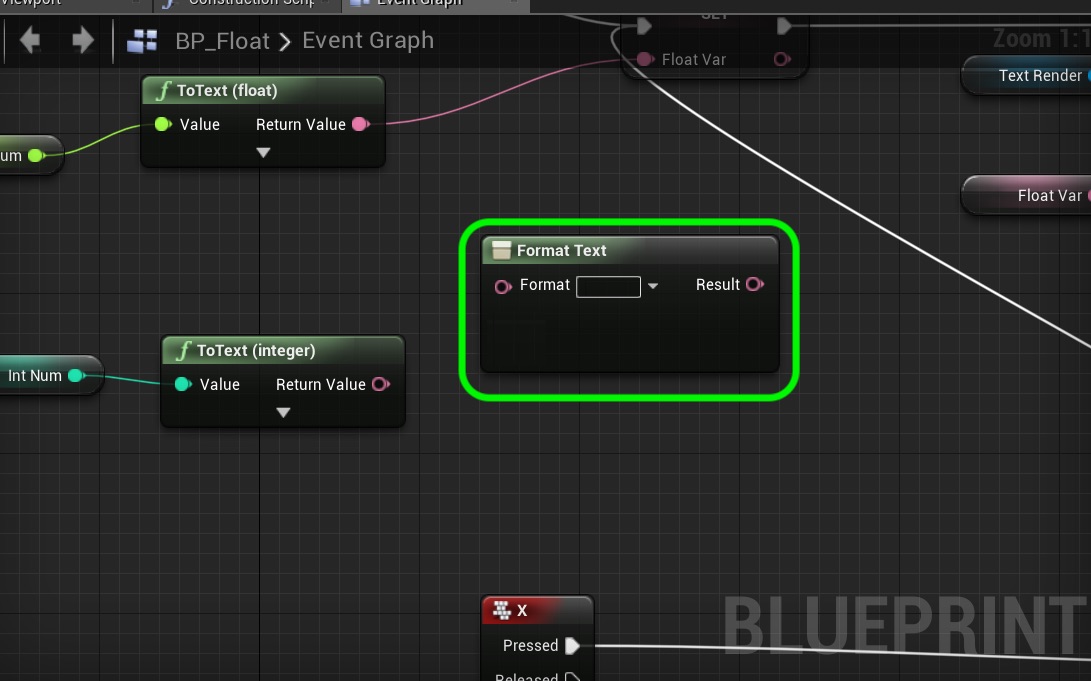 Viewport
Construction Scrip
Event Graph
BP_Float > Event Graph
SET
Zoom 1:1
Float Var
Text Render
ToText (float)
Value
Return Value
um
Float Var
Format Text
Format
Result
ToText (integer)
Int Num
Value
Return Value
X
Pressed
Released
BLUEPRINT